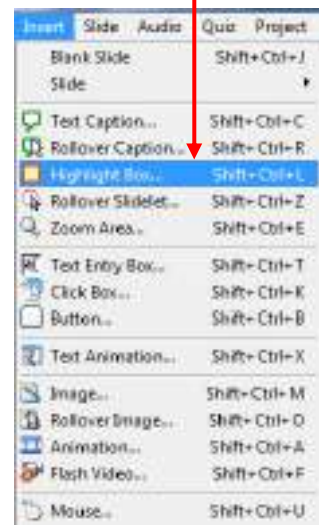 Insert Slide Audio Quiz Project
Blank Slide Shift+Ctrl+J
Slide
Text Caption... Shift+Ctrl+C
Rollover Caption... Shift+Ctrl+R
Highlight Box... Shift+Ctrl+L
Rollover Slidelet... Shift+Ctrl+Z
Zoom Area... Shift+Ctrl+E
Text Entry Box... Shift+Ctrl+T
Click Box... Shift+Ctrl+K
Button... Shift+Ctrl+B
Text Animation... Shift+Ctrl+X
Image... Shift+Ctrl+M
Rollover Image... Shift+Ctrl+O
Animation... Shift+Ctrl+A
Flash Video... Shift+Ctrl+F
Mouse... Shift+Ctrl+U